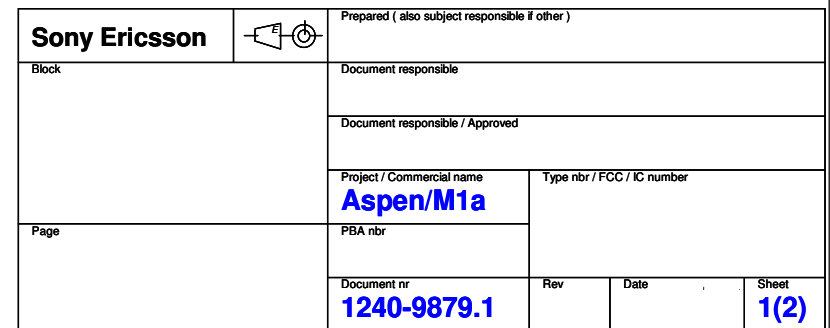 Sony Ericsson
E
Prepared ( also subject responsible if other )
Block
Document responsible
Document responsible / Approved
Project / Commercial name
Aspen/M1a
Type nbr / FCC / IC number
Page
PBA nbr
Document nr
1240-9879.1
Rev
Date
Sheet
1(2)